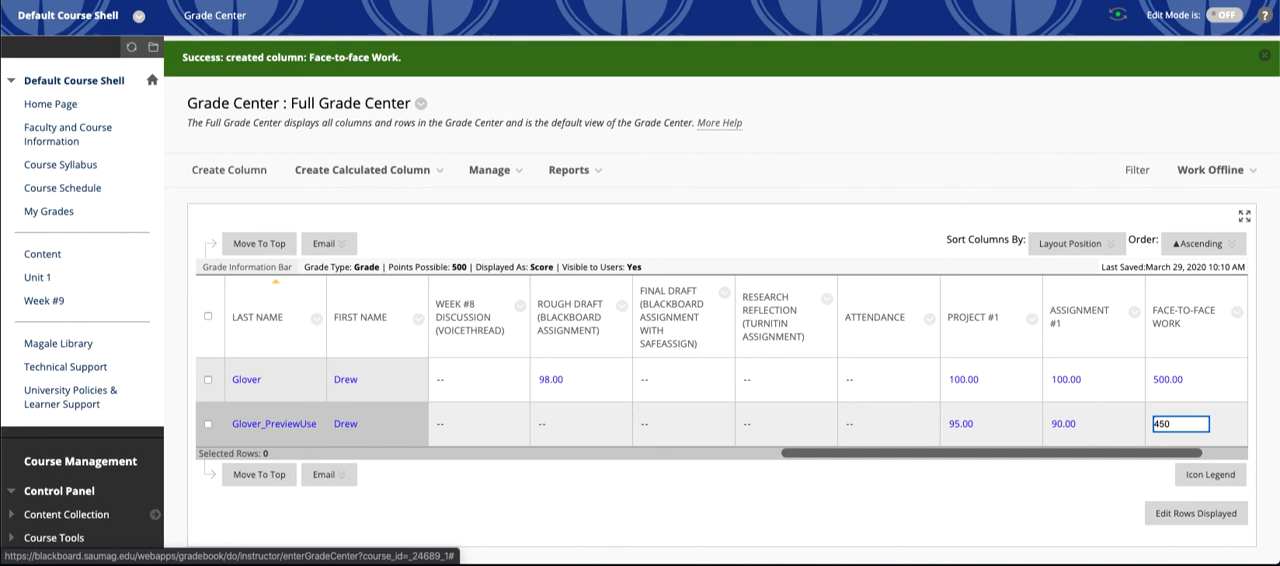 Default Course Shell
Grade Center
Edit Mode is:
OFF
?
Success: created column: Face-to-face Work.
Default Course Shell
Home Page
Faculty and Course
Information
Course Syllabus
Course Schedule
My Grades
Content
Unit 1
Week #9
Magale Library
Technical Support
University Policies &
Learner Support
Course Management
Control Panel
Content Collection
Course Tools
Grade Center : Full Grade Center
The Full Grade Center displays all columns and rows in the Grade Center and is the default view of the Grade Center. More Help
Create Column
Create Calculated Column
Manage
Reports
Filter
Work Offline
Move To Top
Email
Sort Columns By:
Layout Position
Order:
▲Ascending
Grade Information Bar
Grade Type: Grade | Points Possible: 500 | Displayed As: Score | Visible to Users: Yes
Last Saved:March 29, 2020 10:10 AM
LAST NAME
FIRST NAME
WEEK #8
DISCUSSION
(VOICETHREAD)
ROUGH DRAFT
(BLACKBOARD
ASSIGNMENT)
FINAL DRAFT
(BLACKBOARD
ASSIGNMENT
WITH
SAFEASSIGN)
RESEARCH
REFLECTION
(TURNITIN
ASSIGNMENT)
ATTENDANCE
PROJECT #1
ASSIGNMENT
#1
FACE-TO-FACE
WORK
Glover
Drew
--
98.00
--
--
--
100.00
100.00
500.00
Glover_PreviewUse
Drew
--
--
--
--
--
95.00
90.00
450
Selected Rows: 0
Move To Top
Email
Icon Legend
Edit Rows Displayed
https://blackboard.saumag.edu/webapps/gradebook/do/instructor/enterGradeCenter?course_id=_24689_1#